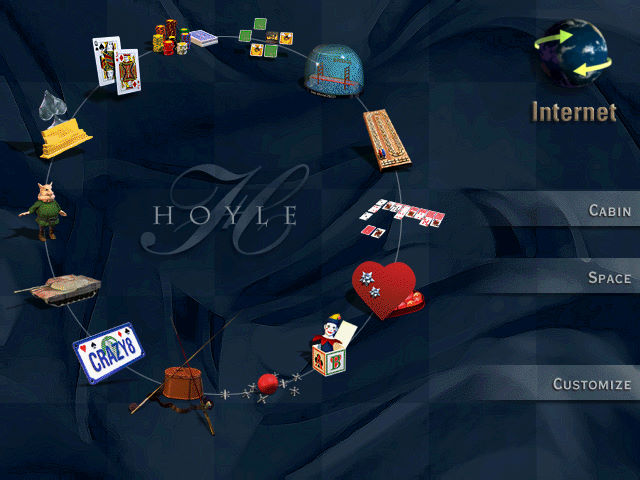 Internet
HOYLE
H
CABIN
SPACE
CRAZY8
CUSTOMIZE